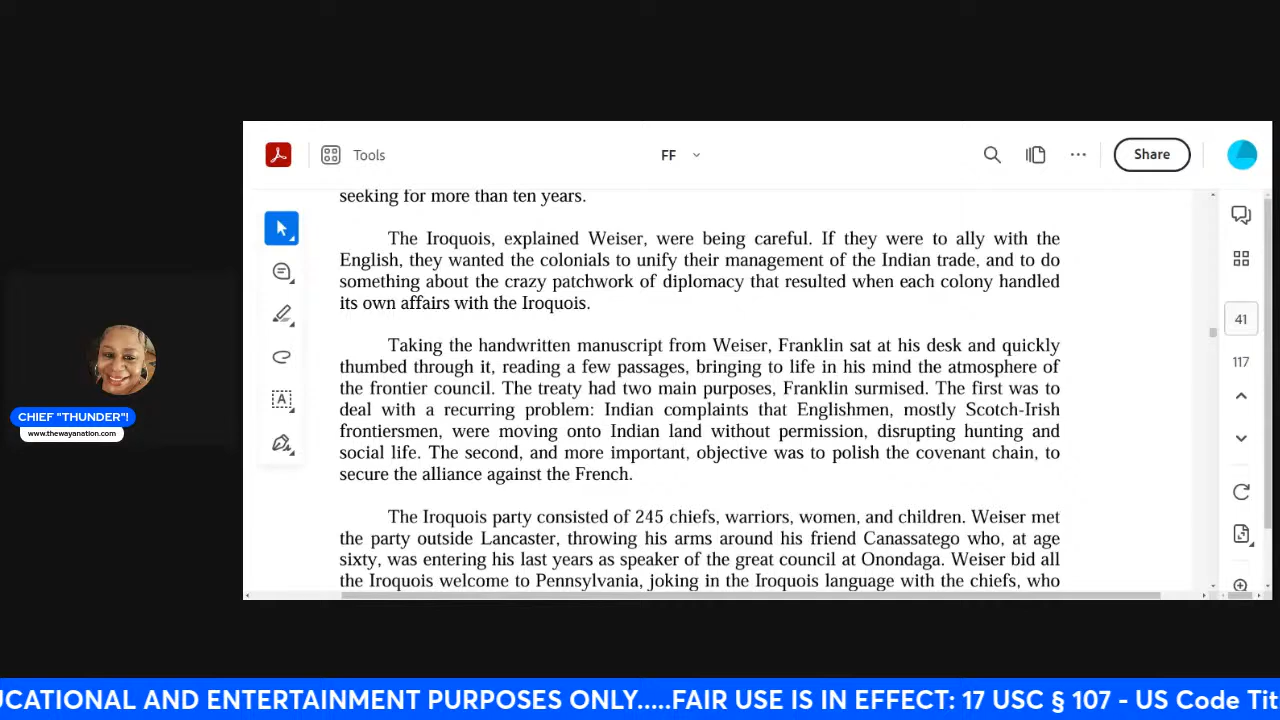 Tools
FF
Share
seeking for more than ten years.
The Iroquois, explained Weiser, were being careful. If they were to ally with the
English, they wanted the colonials to unify their management of the Indian trade, and to do
something about the crazy patchwork of diplomacy that resulted when each colony handled
its own affairs with the Iroquois.
Taking the handwritten manuscript from Weiser, Franklin sat at his desk and quickly
thumbed through it, reading a few passages, bringing to life in his mind the atmosphere of
the frontier council. The treaty had two main purposes, Franklin surmised. The first was to
deal with a recurring problem: Indian complaints that Englishmen, mostly Scotch-Irish
frontiersmen, were moving onto Indian land without permission, disrupting hunting and
social life. The second, and more important, objective was to polish the covenant chain, to
secure the alliance against the French.
The Iroquois party consisted of 245 chiefs, warriors, women, and children. Weiser met
the party outside Lancaster, throwing his arms around his friend Canassatego who, at age
sixty, was entering his last years as speaker of the great council at Onondaga. Weiser bid all
the Iroquois welcome to Pennsylvania, joking in the Iroquois language with the chiefs, who
41
117
CHIEF "THUNDER"!
www.thewayanation.com
UCATIONAL AND ENTERTAINMENT PURPOSES ONLY.....FAIR USE IS IN EFFECT: 17 USC § 107 - US Code Tit